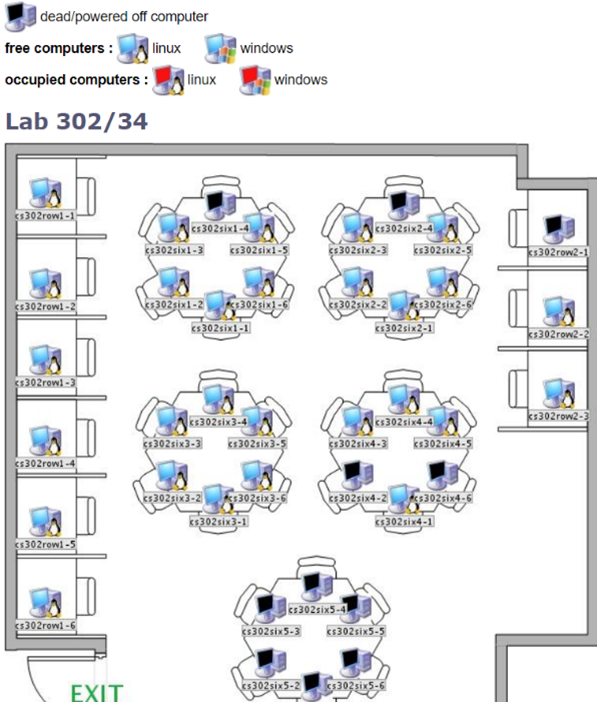 dead/powered off computer
free computers : linux windows
occupied computers : linux windows
Lab 302/34
cs302row1-1
cs302row1-2
cs302row1-3
cs302row1-4
cs302row1-5
cs302row1-6
cs302six1-4
cs302six1-3 cs302six1-5
cs302six1-2 cs302six1-6
cs302six1-1
cs302six2-4
cs302six2-3 cs302six2-5
cs302six2-2 cs302six2-6
cs302six2-1
cs302row2-1
cs302row2-2
cs302row2-3
cs302six3-4
cs302six3-3 cs302six3-5
cs302six3-2 cs302six3-6
cs302six3-1
cs302six4-4
cs302six4-3 cs302six4-5
cs302six4-2 cs302six4-6
cs302six4-1
cs302six5-4
cs302six5-3 cs302six5-5
cs302six5-2 cs302six5-6
EXIT